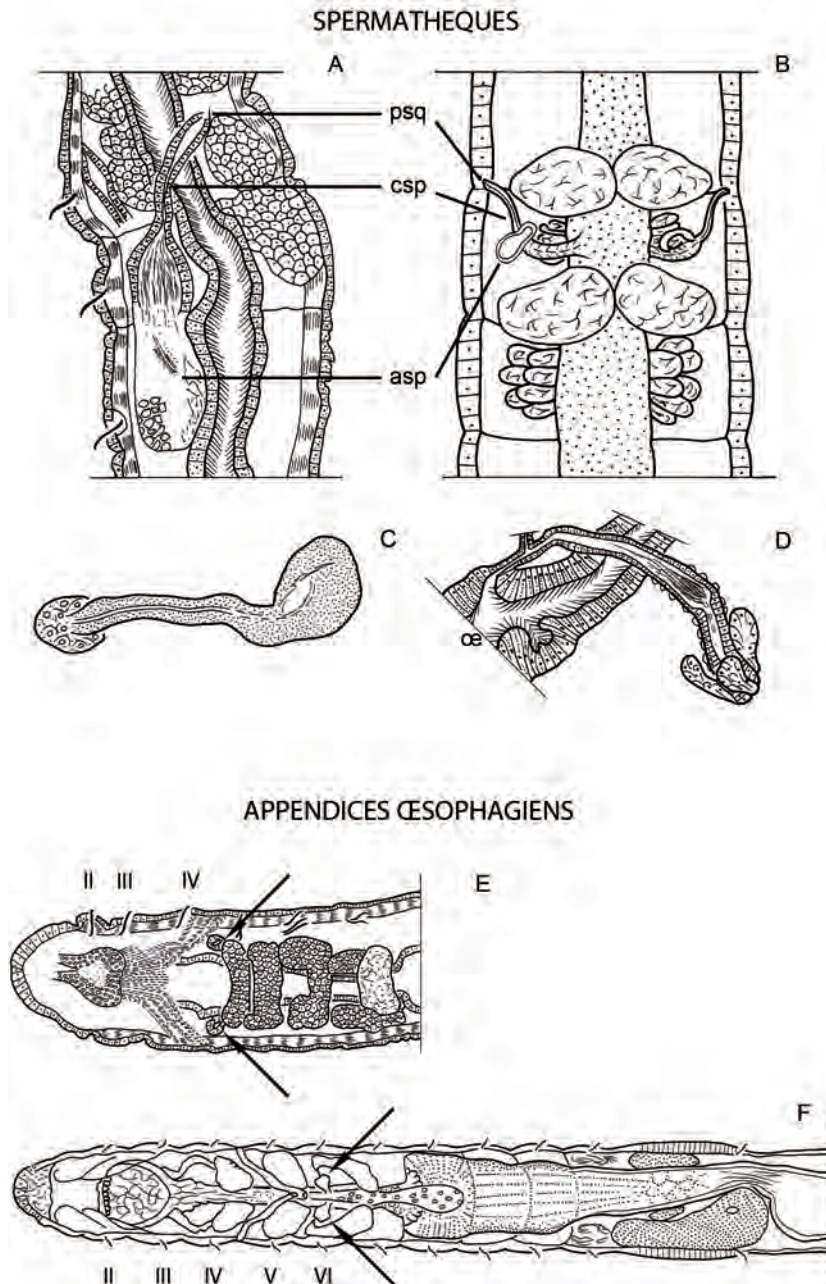 SPERMATHEQUES
A
B
psq
csp
asp
C
D
œ
APPENDICES ŒSOPHAGIENS
II III IV
E
F
II III IV V VI